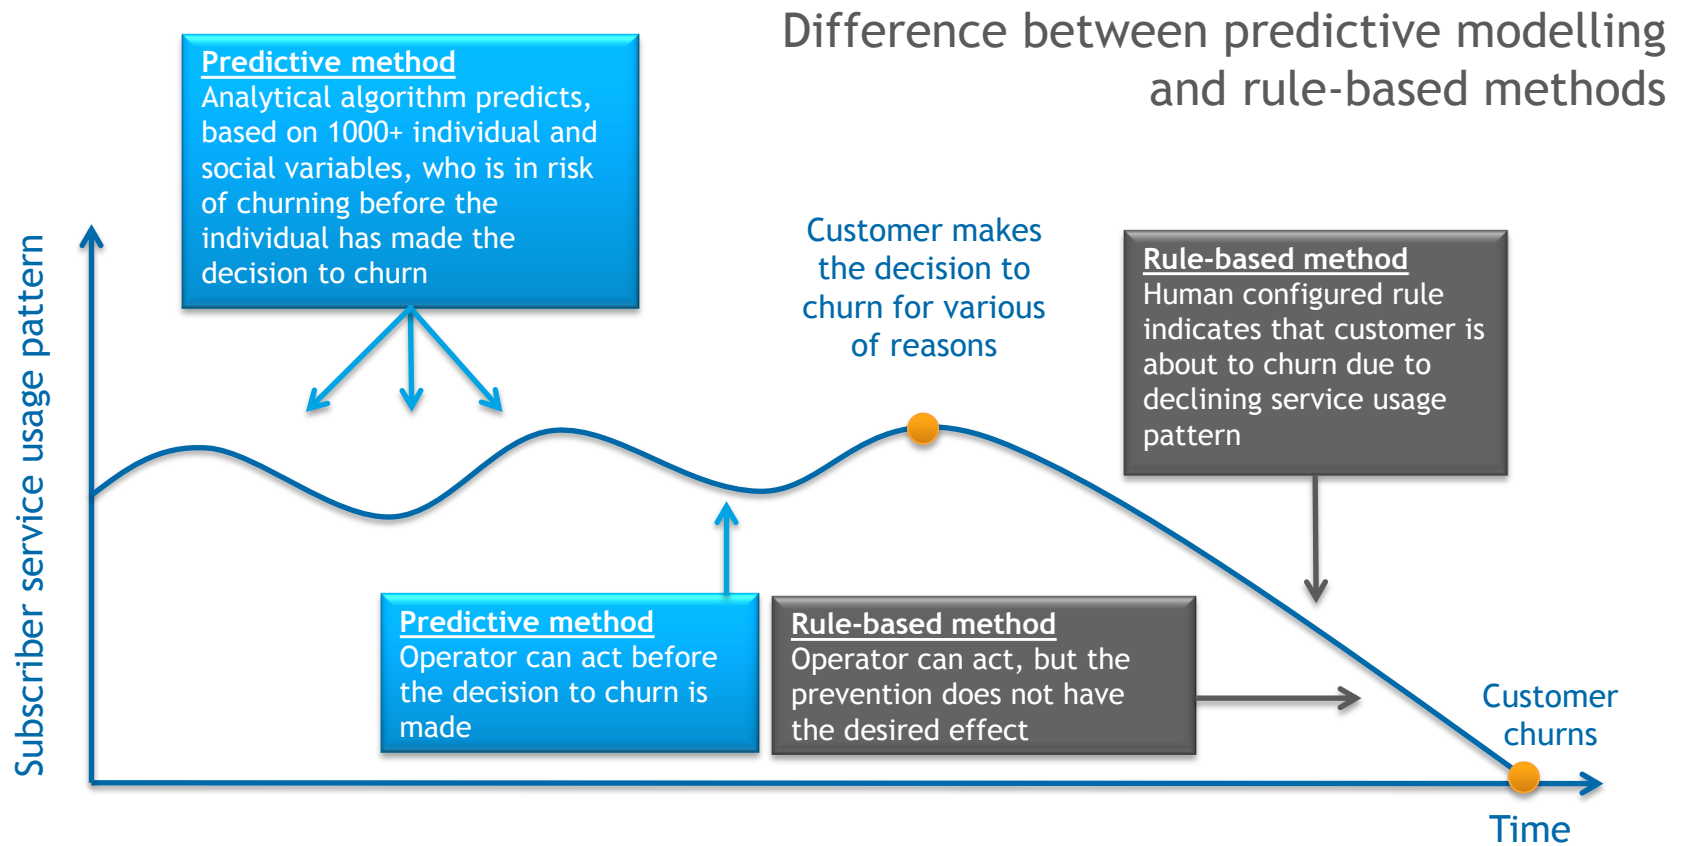 Difference between predictive modelling
and rule-based methods
Predictive method
Analytical algorithm predicts,
based on 1000+ individual and
social variables, who is in risk
of churning before the
individual has made the
decision to churn
Customer makes
the decision to
churn for various
of reasons
Rule-based method
Human configured rule
indicates that customer is
about to churn due to
declining service usage
pattern
Subscriber service usage pattern
Predictive method
Operator can act before
the decision to churn is
made
Rule-based method
Operator can act, but the
prevention does not have
the desired effect
Customer
churns
Time